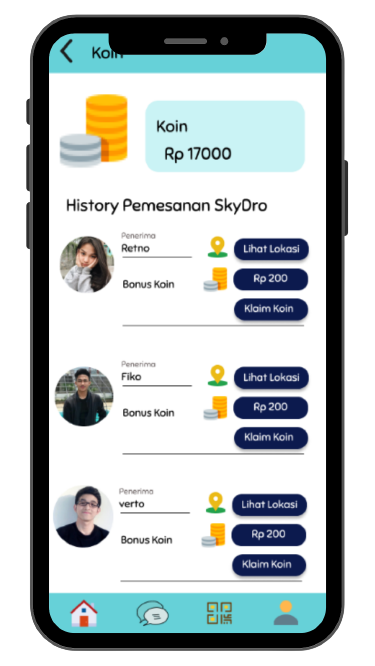 Koin
Koin
Rp 17000
History Pemesanan SkyDro
Penerima
Retno
Lihat Lokasi
Bonus Koin
Rp 200
Klaim Koin
Penerima
Fiko
Lihat Lokasi
Bonus Koin
Rp 200
Klaim Koin
Penerima
verto
Lihat Lokasi
Bonus Koin
Rp 200
Klaim Koin